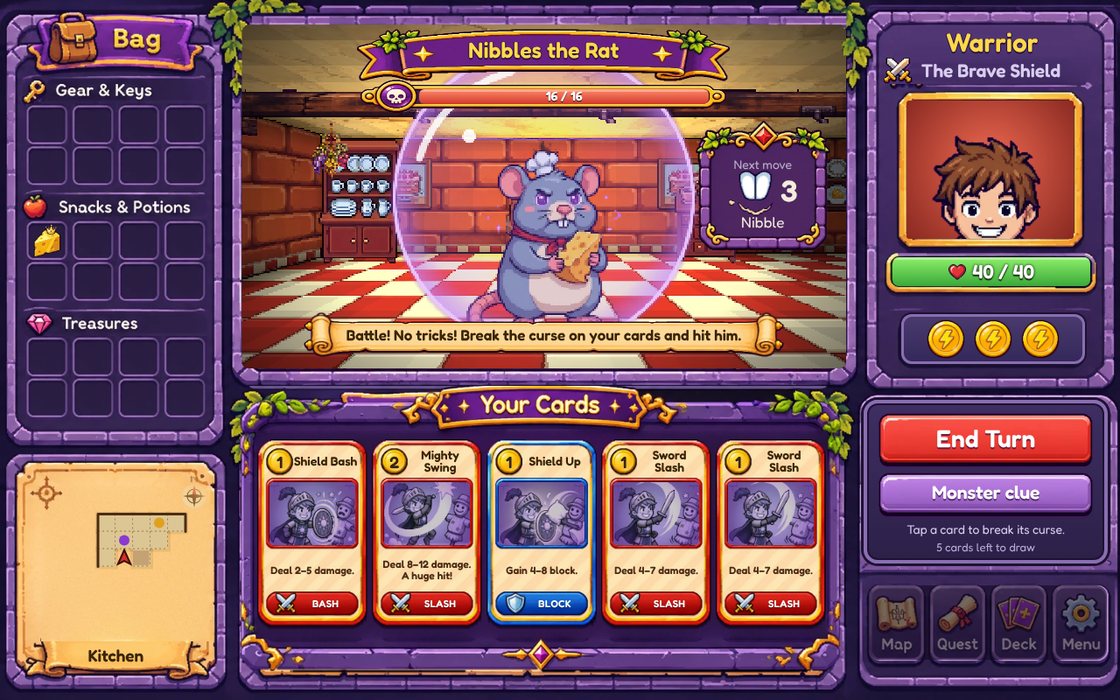 Bag
Gear & Keys
Snacks & Potions
Treasures
Kitchen
Nibbles the Rat
16 / 16
Next move
3
Nibble
Battle! No tricks! Break the curse on your cards and hit him.
Your Cards
1 Shield Bash
Deal 2–5 damage.
BASH
2 Mighty
Swing
Deal 8–12 damage.
A huge hit!
SLASH
1 Shield Up
Gain 4–8 block.
BLOCK
1 Sword
Slash
Deal 4–7 damage.
SLASH
1 Sword
Slash
Deal 4–7 damage.
SLASH
Warrior
The Brave Shield
40 / 40
End Turn
Monster clue
Tap a card to break its curse.
5 cards left to draw
Map
Quest
Deck
Menu